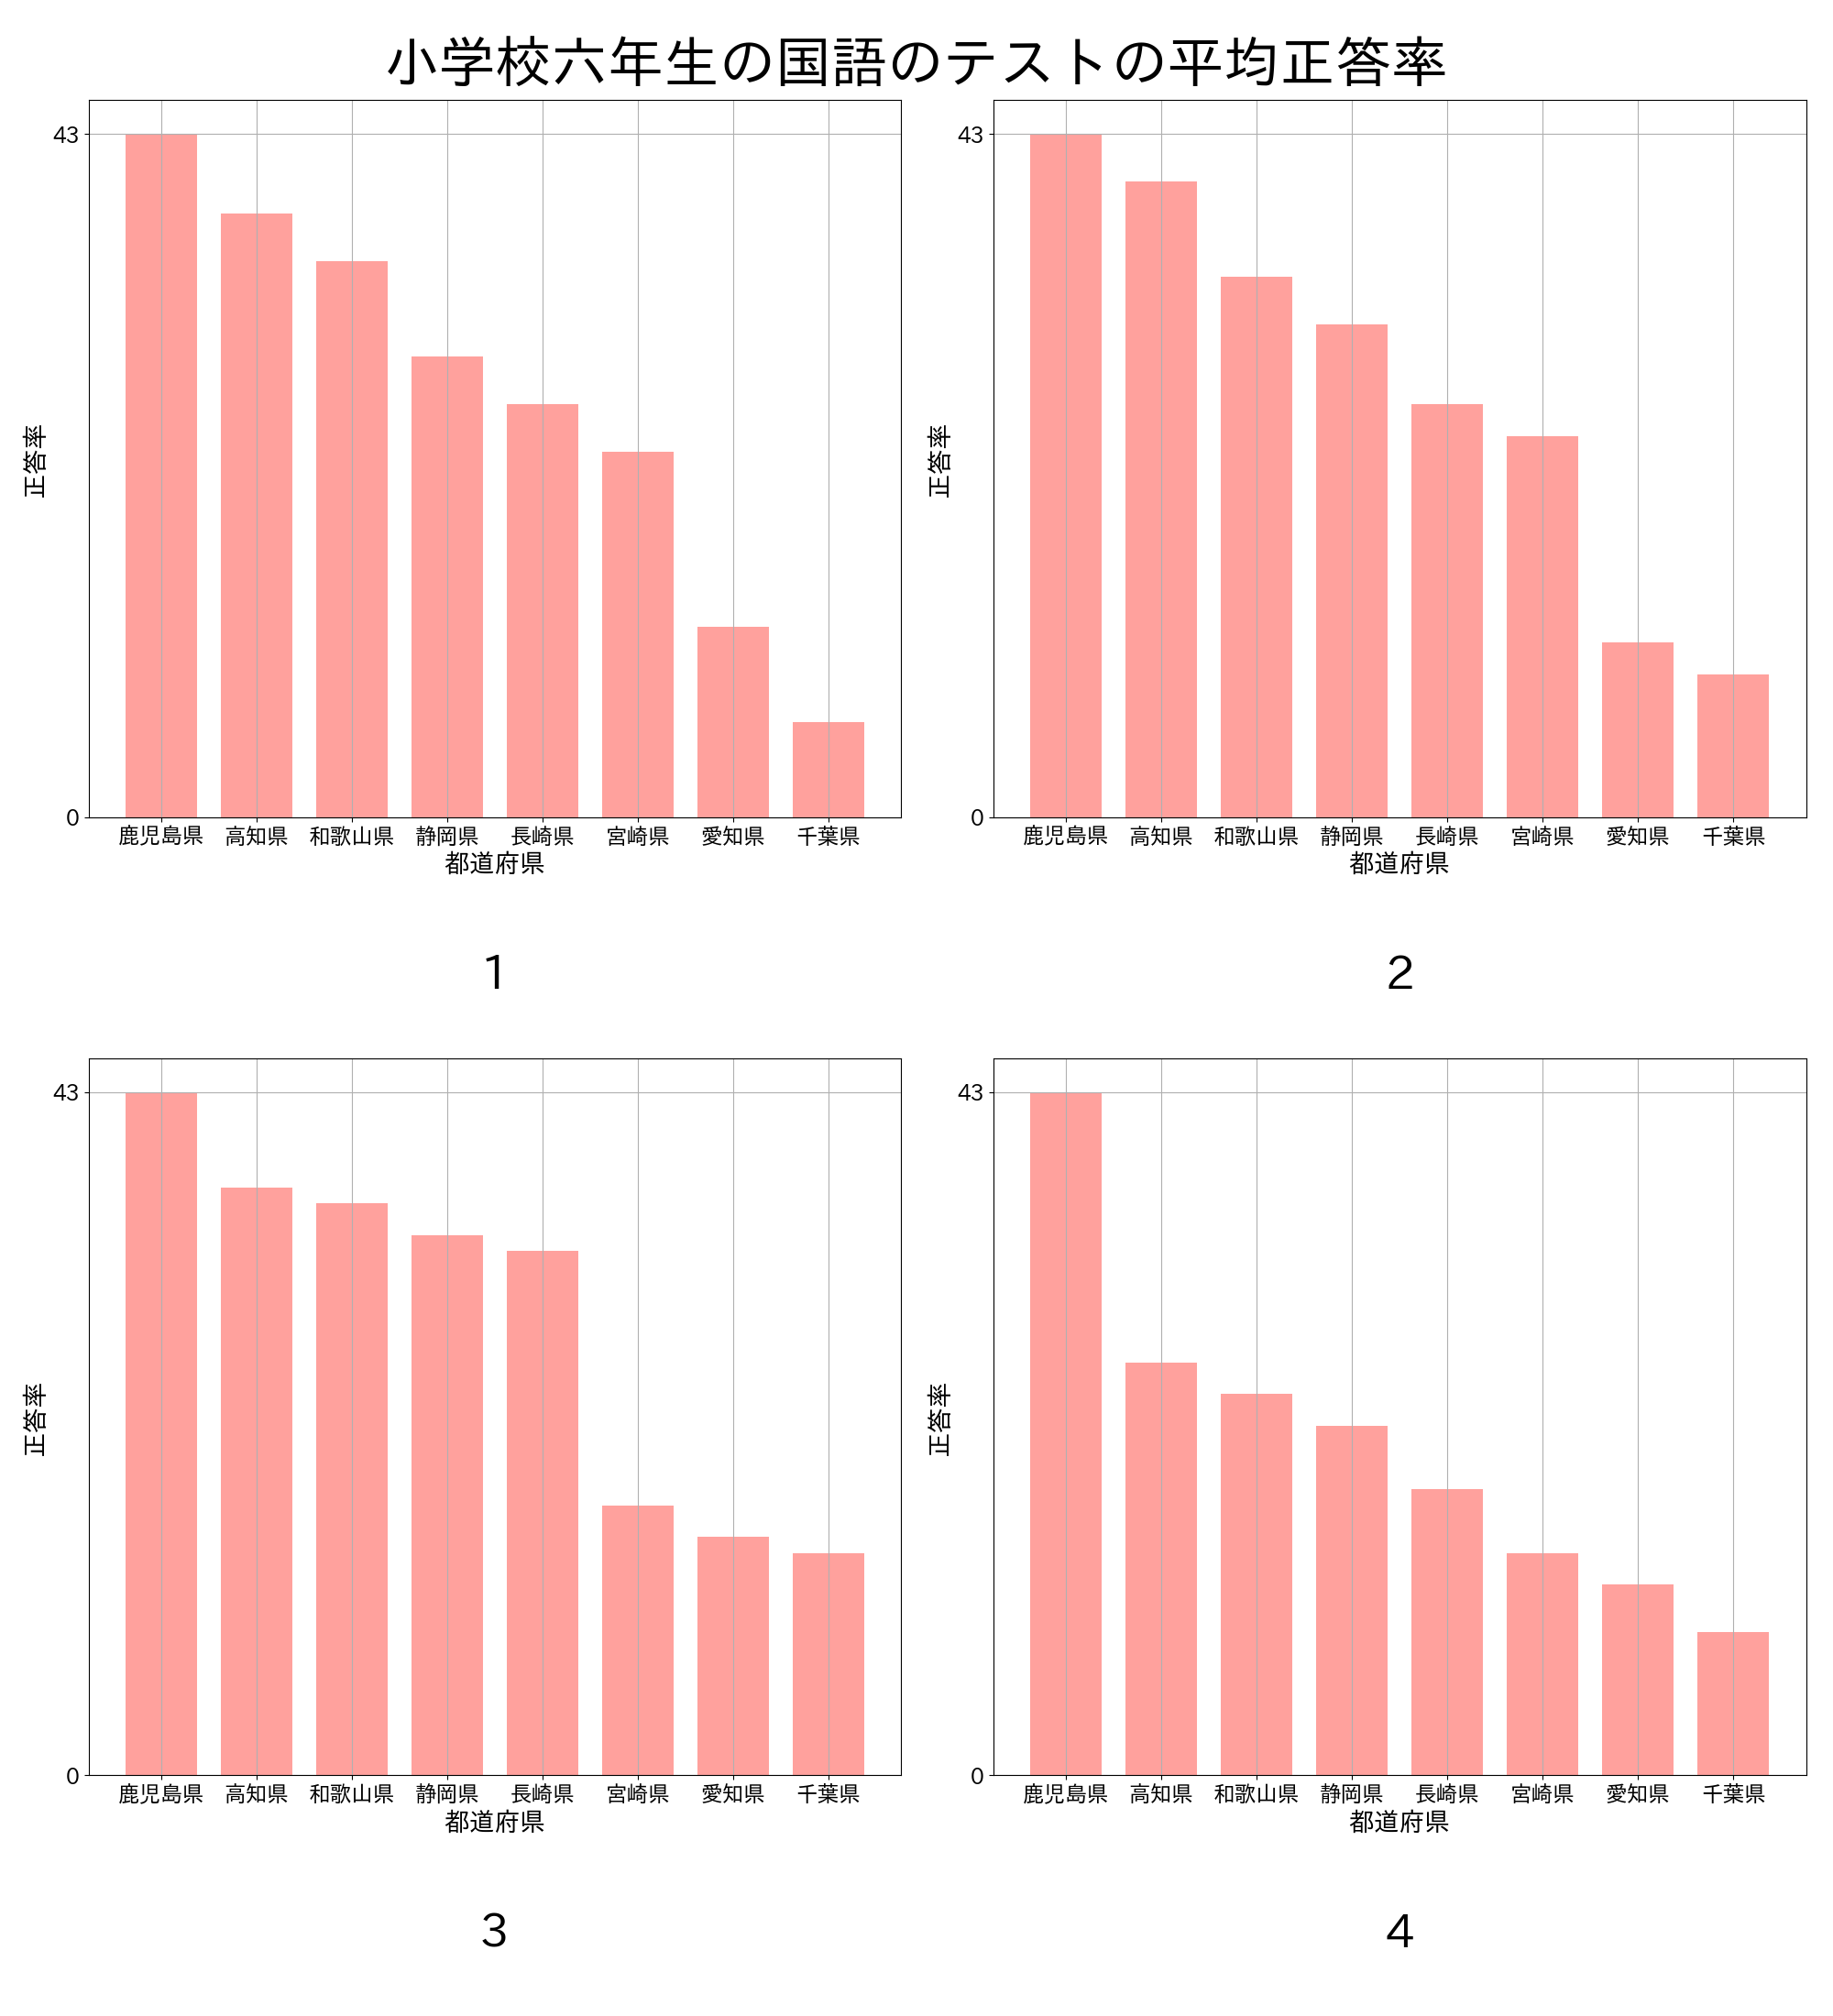 小学校六年生の国語のテストの平均正答率
43
0
正答率
鹿児島県 高知県 和歌山県 静岡県 長崎県 宮崎県 愛知県 千葉県
都道府県
1
43
0
正答率
鹿児島県 高知県 和歌山県 静岡県 長崎県 宮崎県 愛知県 千葉県
都道府県
2
43
0
正答率
鹿児島県 高知県 和歌山県 静岡県 長崎県 宮崎県 愛知県 千葉県
都道府県
3
43
0
正答率
鹿児島県 高知県 和歌山県 静岡県 長崎県 宮崎県 愛知県 千葉県
都道府県
4